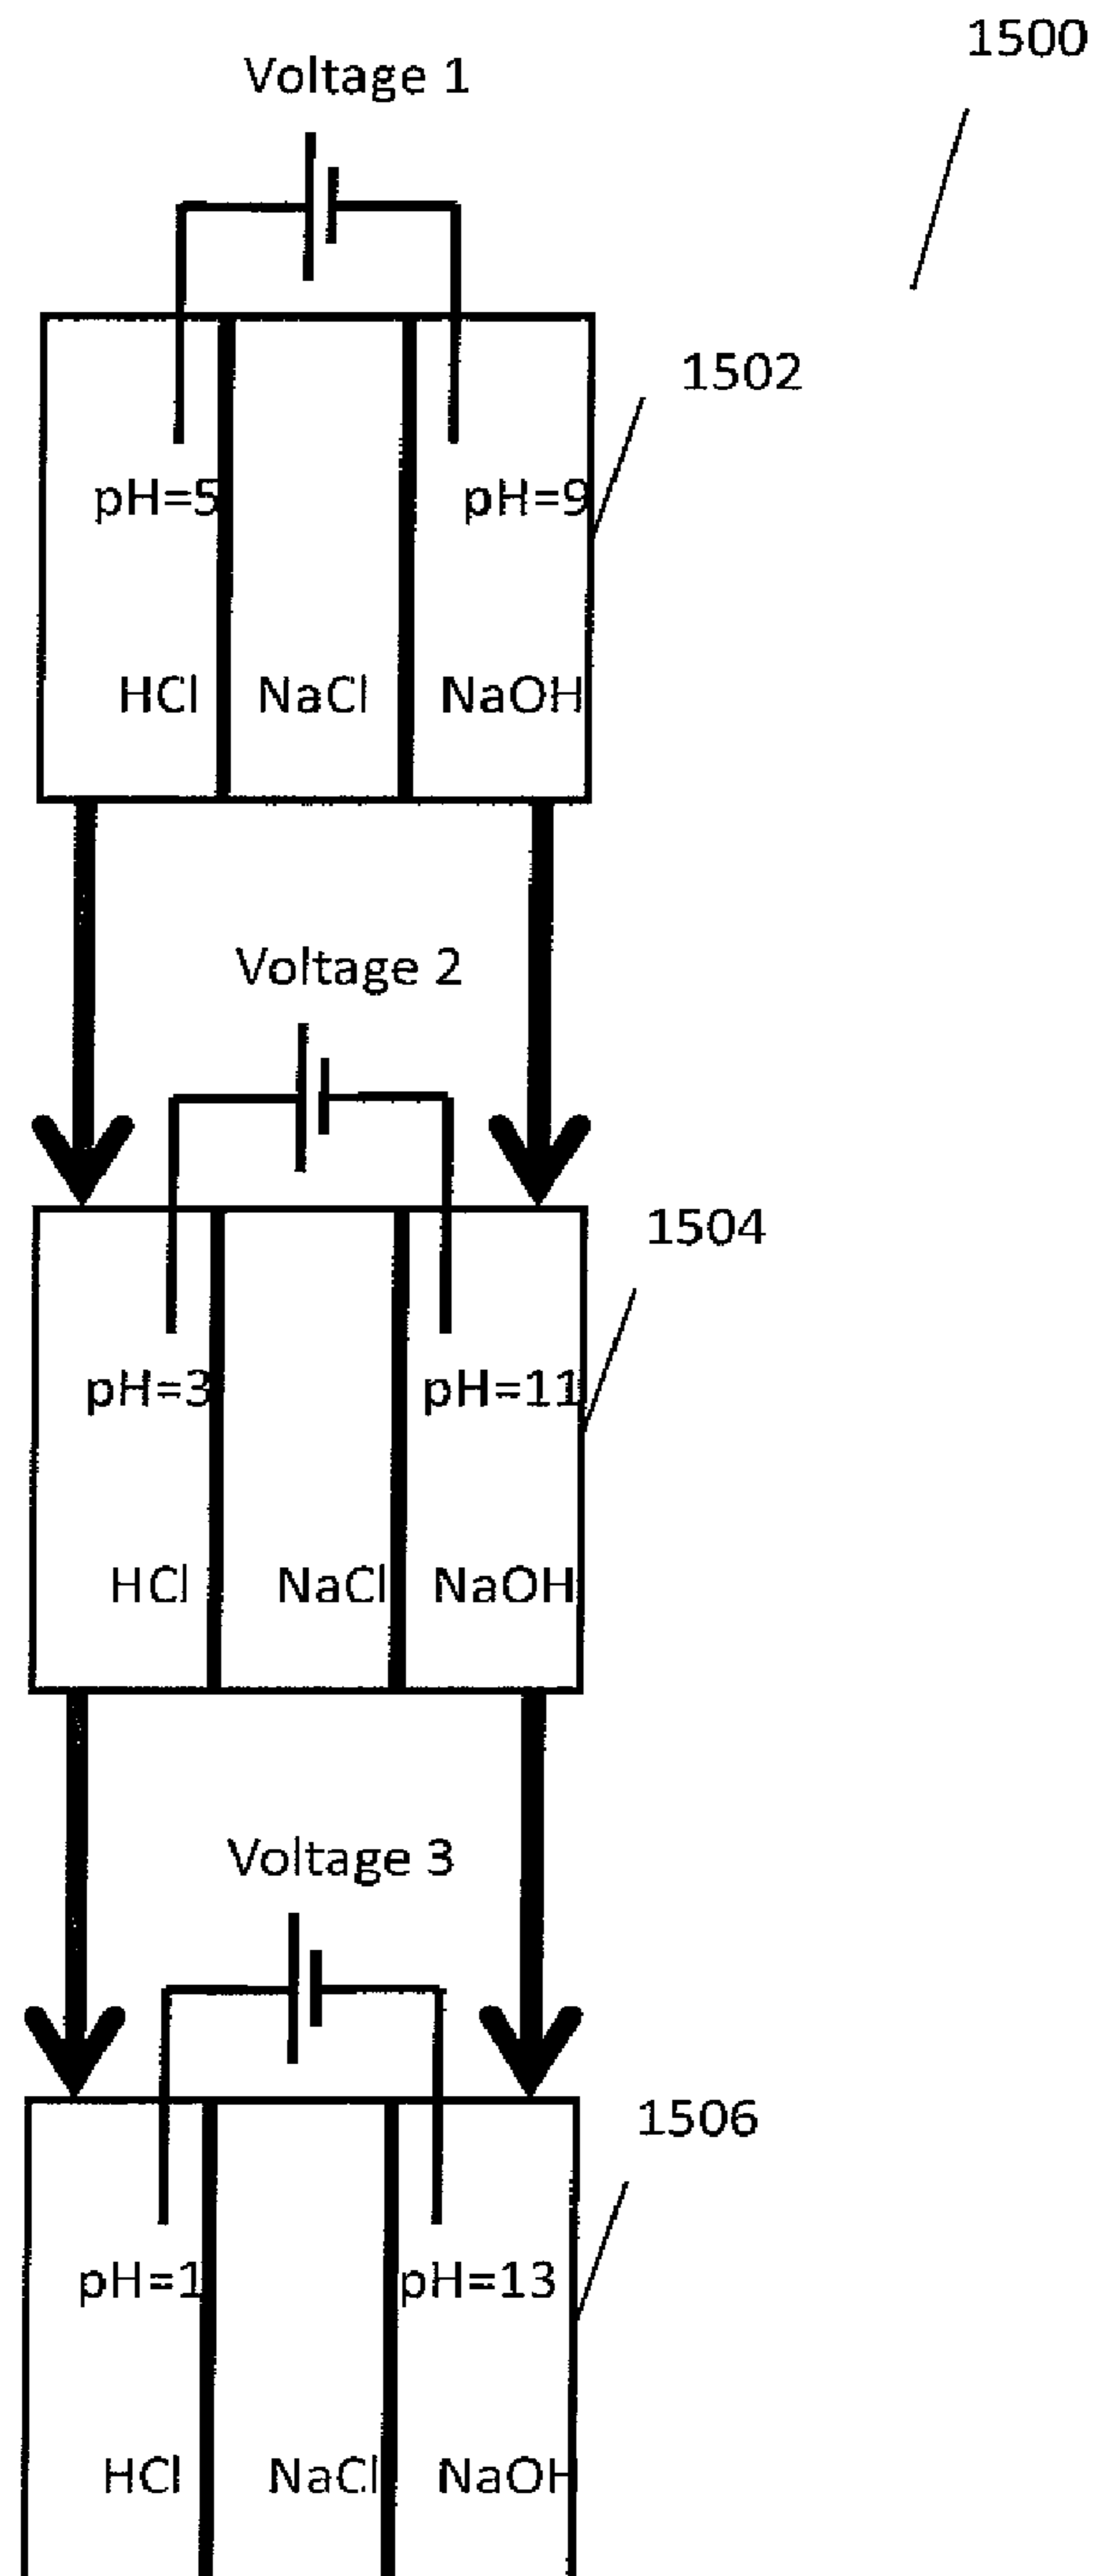 1500
Voltage 1
1502
pH=5 pH=9
HCl NaCl NaOH
Voltage 2
1504
pH=3 pH=11
HCl NaCl NaOH
Voltage 3
1506
pH=1 pH=13
HCl NaCl NaOH